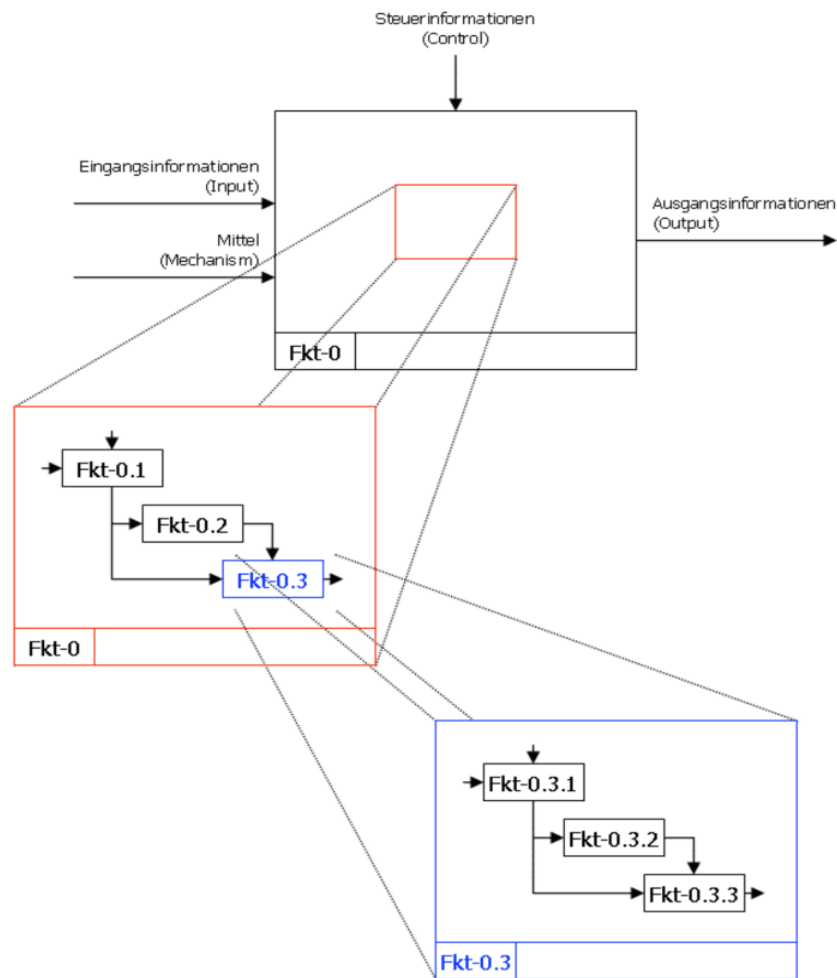 Steuerinformationen
(Control)
Eingangsinformationen
(Input)
Mittel
(Mechanism)
Ausgangsinformationen
(Output)
Fkt-0
Fkt-0.1
Fkt-0.2
Fkt-0.3
Fkt-0
Fkt-0.3.1
Fkt-0.3.2
Fkt-0.3.3
Fkt-0.3